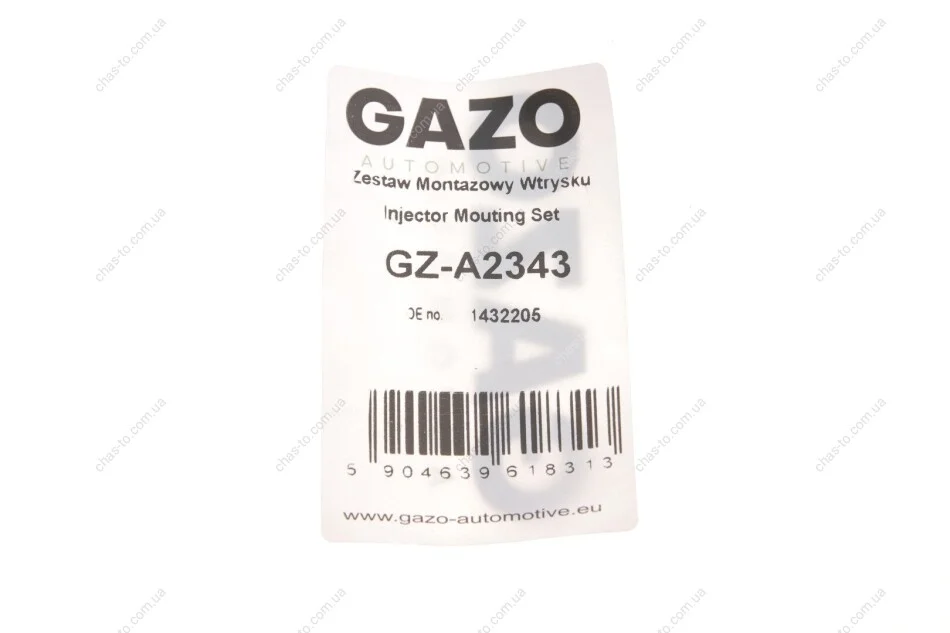 GAZO
AUTOMOTIVE
Zestaw Montazowy Wtrysku
Injector Mouting Set
GZ-A2343
OE no. 1432205
5 904639 618313
www.gazo-automotive.eu
chas-to.com.ua